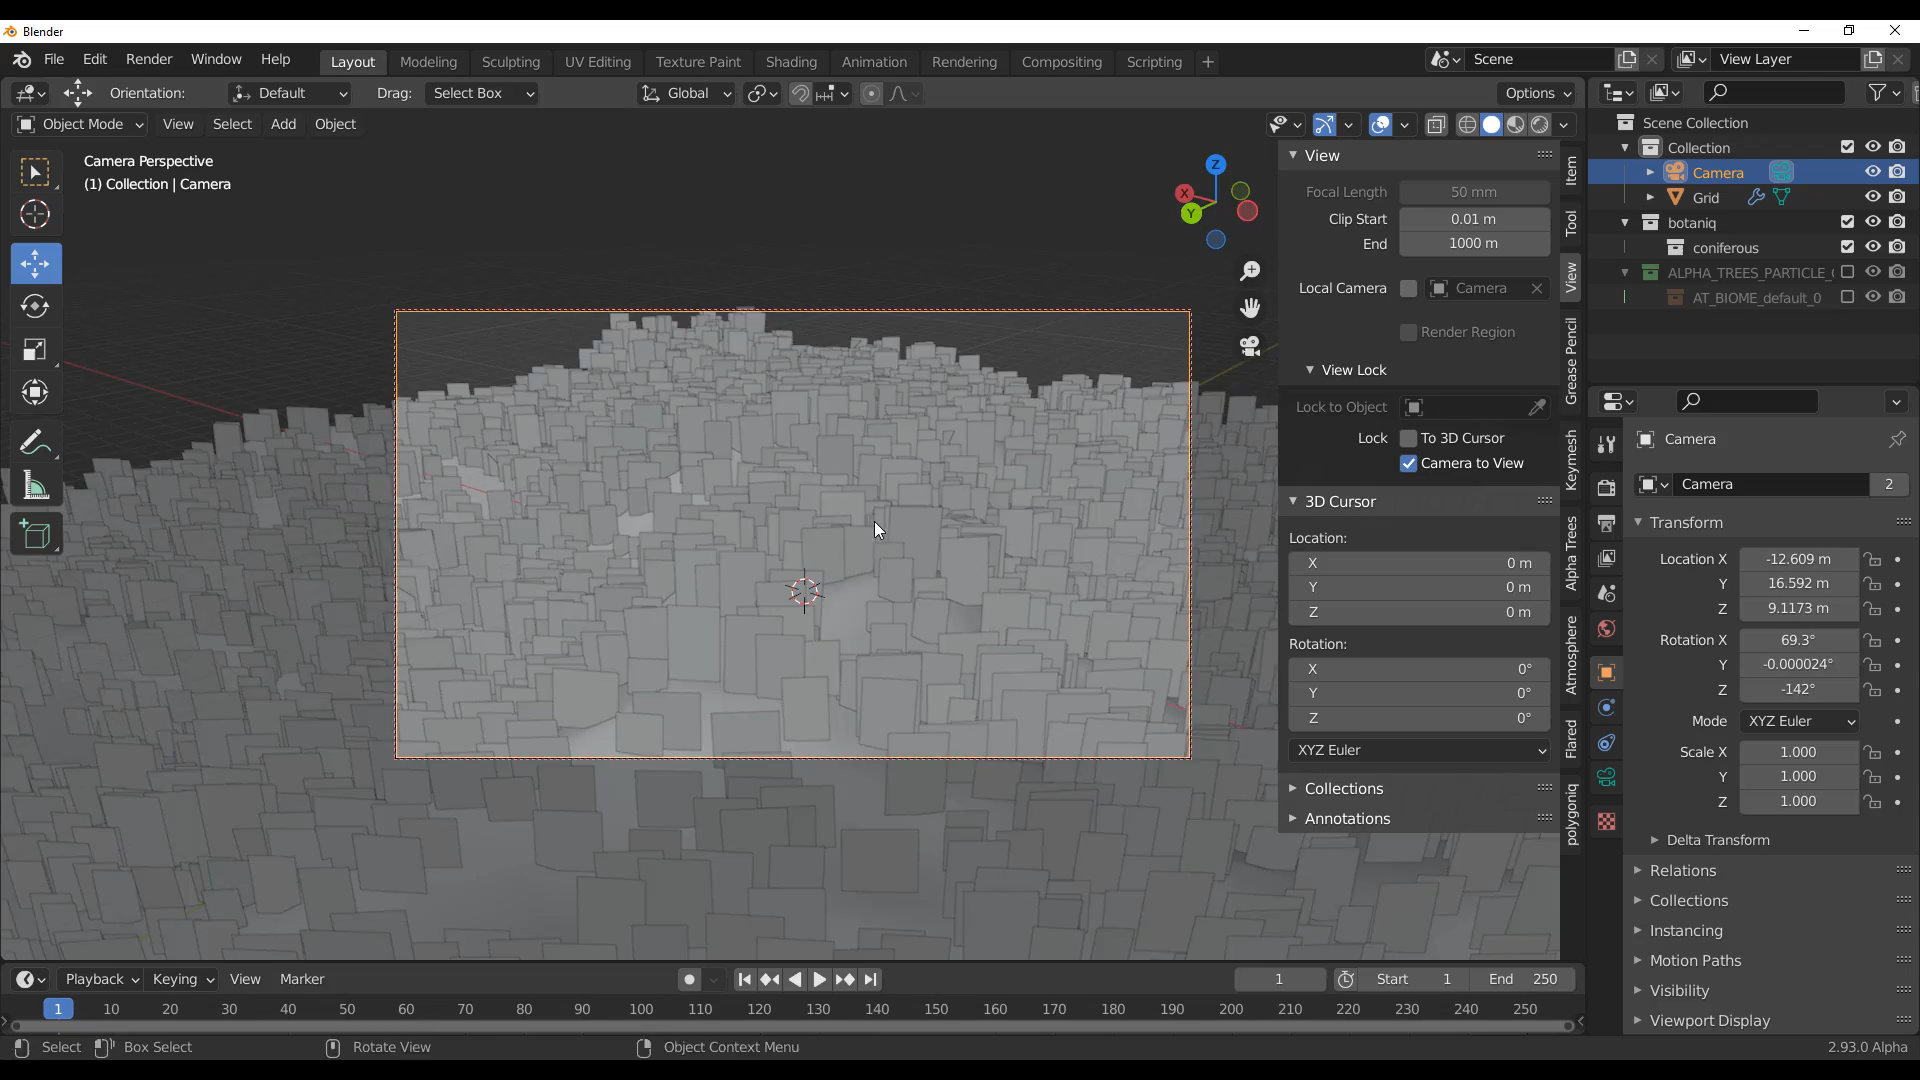 Blender
File Edit Render Window Help Layout Modeling Sculpting UV Editing Texture Paint Shading Animation Rendering Compositing Scripting + Scene View Layer
Orientation: Default Drag: Select Box Global Options
Object Mode View Select Add Object
Camera Perspective
(1) Collection | Camera
Z
X
Y
View
Focal Length 50 mm
Clip Start 0.01 m
End 1000 m
Local Camera Camera
Render Region
View Lock
Lock to Object
Lock To 3D Cursor
Camera to View
3D Cursor
Location:
X 0 m
Y 0 m
Z 0 m
Rotation:
X 0°
Y 0°
Z 0°
XYZ Euler
Collections
Annotations
Item
Tool
View
Grease Pencil
Keymesh
Alpha Trees
Atmosphere
Flared
polygoniq
Scene Collection
Collection
Camera
Grid
botaniq
coniferous
ALPHA_TREES_PARTICLE_
AT_BIOME_default_0
Camera
Camera 2
Transform
Location X -12.609 m
Y 16.592 m
Z 9.1173 m
Rotation X 69.3°
Y -0.000024°
Z -142°
Mode XYZ Euler
Scale X 1.000
Y 1.000
Z 1.000
Delta Transform
Relations
Collections
Instancing
Motion Paths
Visibility
Viewport Display
Playback Keying View Marker 1 Start 1 End 250
1 10 20 30 40 50 60 70 80 90 100 110 120 130 140 150 160 170 180 190 200 210 220 230 240 250
Select Box Select Rotate View Object Context Menu 2.93.0 Alpha